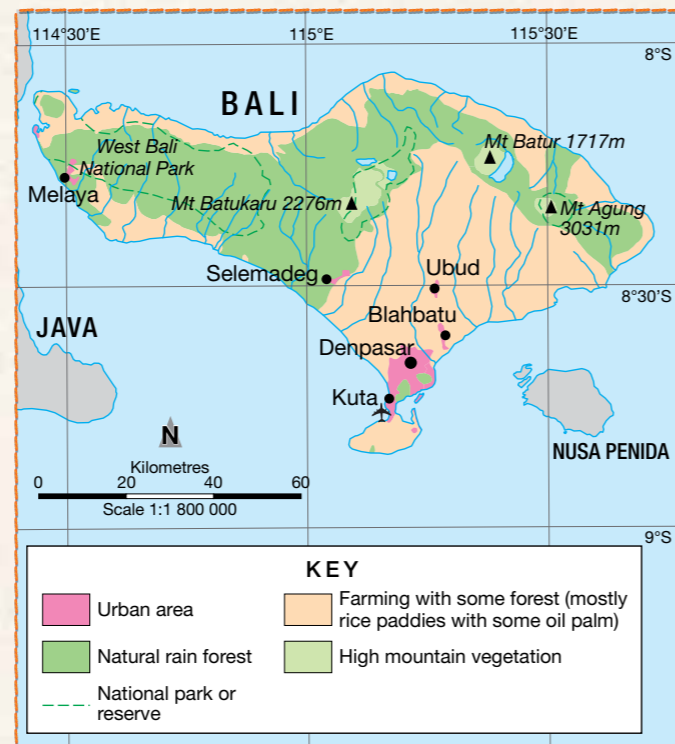 114°30'E 115°E 115°30'E
8°S
BALI
Mt Batur 1717m
West Bali
National Park
Melaya
Mt Batukaru 2276m
Mt Agung
3031m
Selemadeg
Ubud
8°30'S
Blahbatu
JAVA
Denpasar
Kuta
N
NUSA PENIDA
Kilometres
0 20 40 60
Scale 1:1 800 000
9°S
KEY
Urban area
Farming with some forest (mostly
rice paddies with some oil palm)
Natural rain forest
High mountain vegetation
National park or
reserve